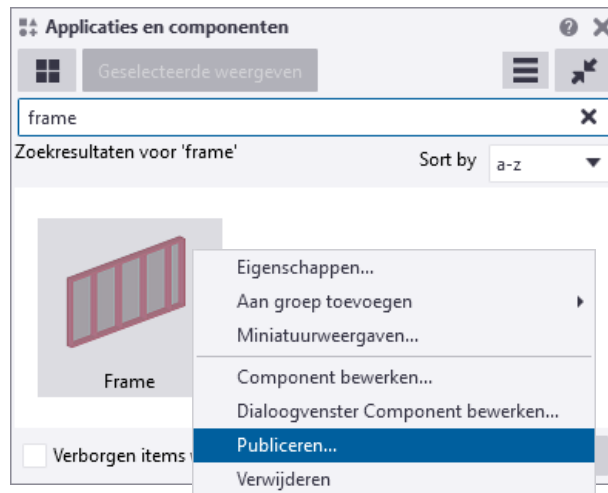 Applicaties en componenten
Geselecteerde weergeven
frame
Zoekresultaten voor 'frame'
Sort by a-z
Frame
Eigenschappen...
Aan groep toevoegen
Miniatuurweergaven...
Component bewerken...
Dialoogvenster Component bewerken...
Publiceren...
Verwijderen
Verborgen items